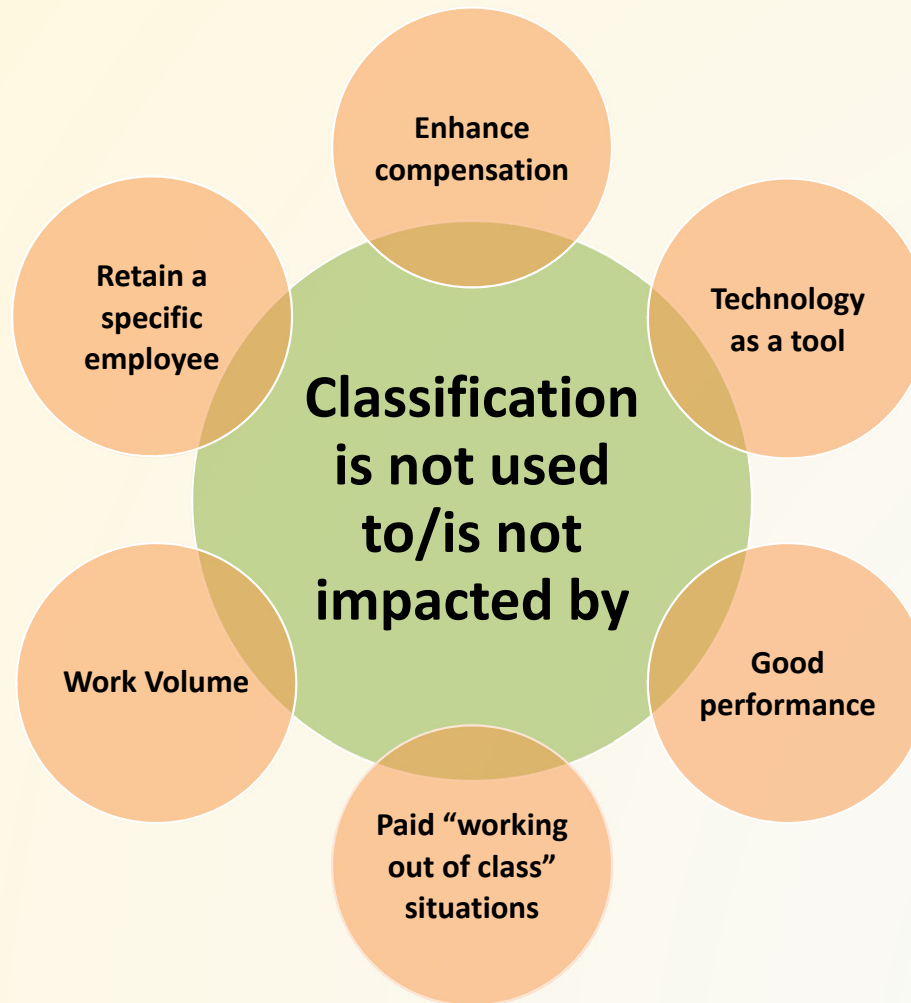 Enhance
compensation
Retain a
specific
employee
Technology
as a tool
Classification
is not used
to/is not
impacted by
Work Volume
Good
performance
Paid “working
out of class”
situations